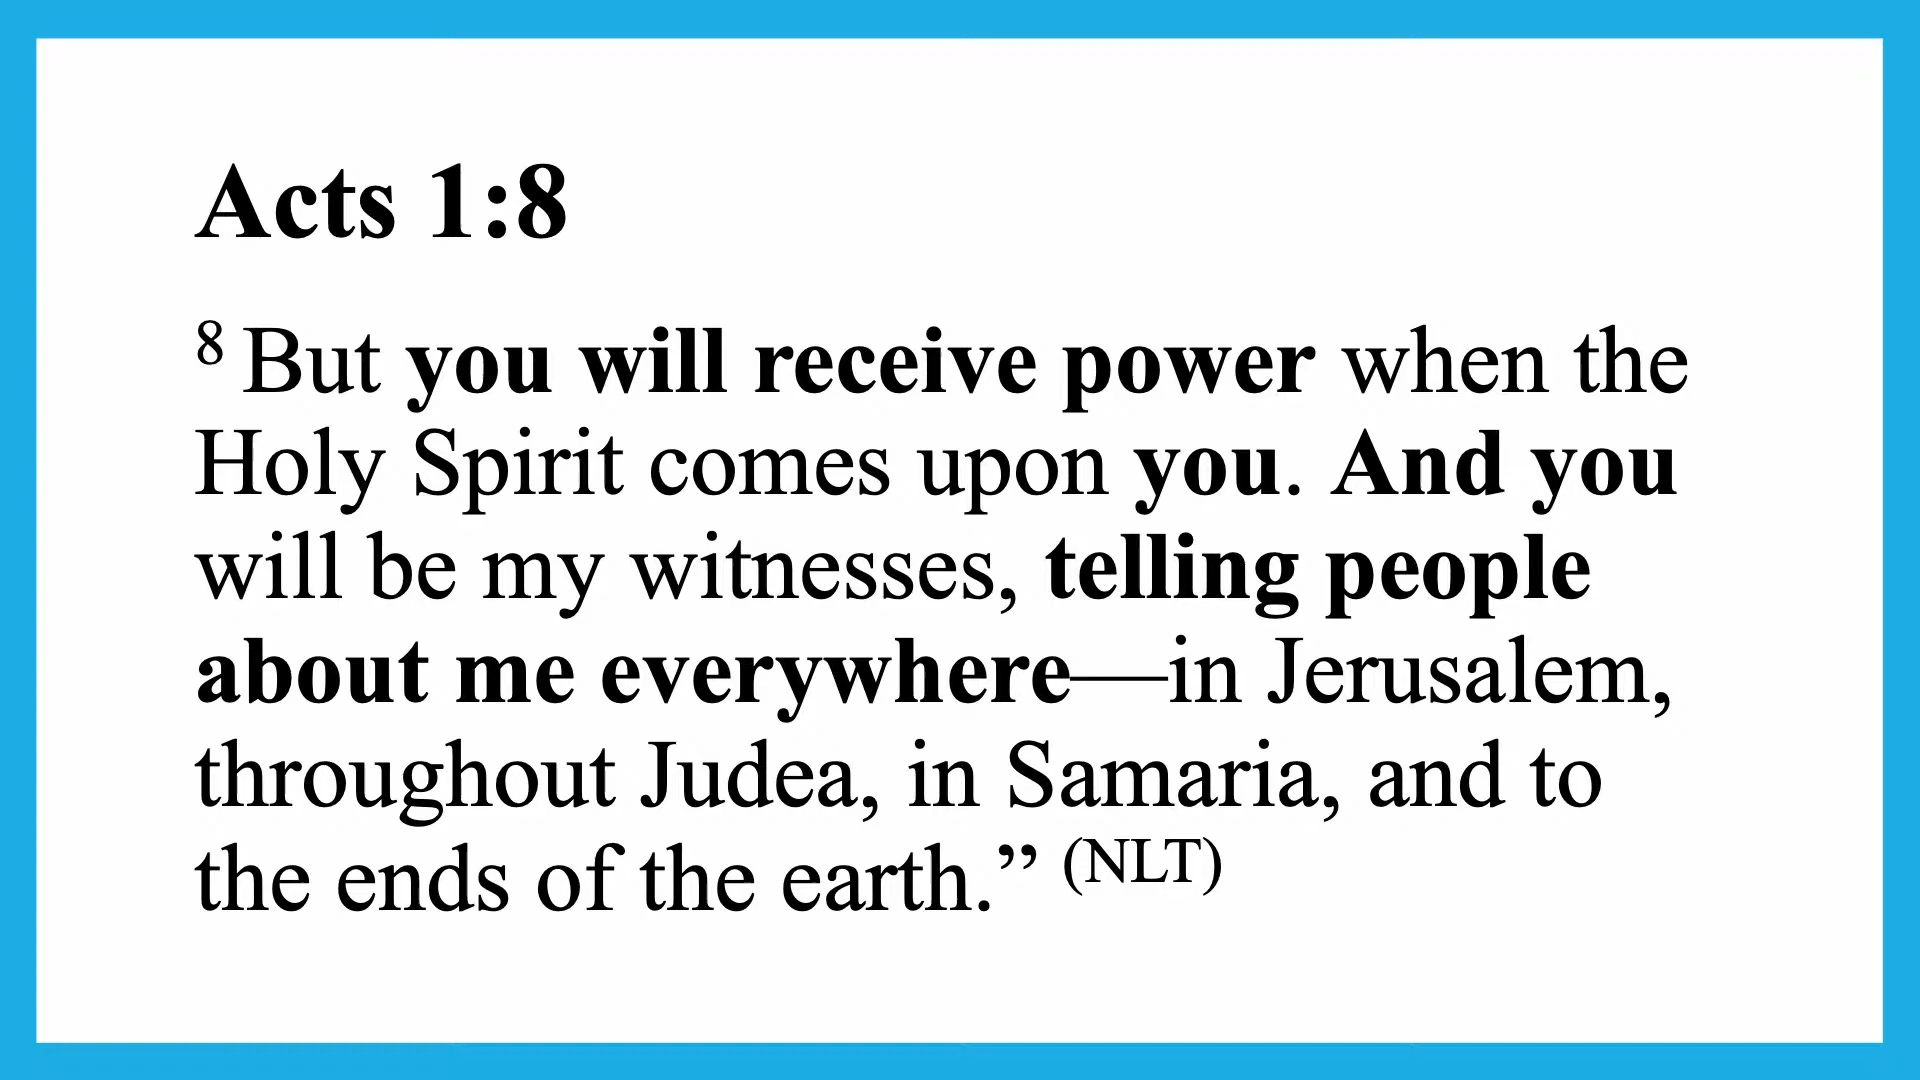 Acts 1:8
8 But you will receive power when the
Holy Spirit comes upon you. And you
will be my witnesses, telling people
about me everywhere—in Jerusalem,
throughout Judea, in Samaria, and to
the ends of the earth.” (NLT)